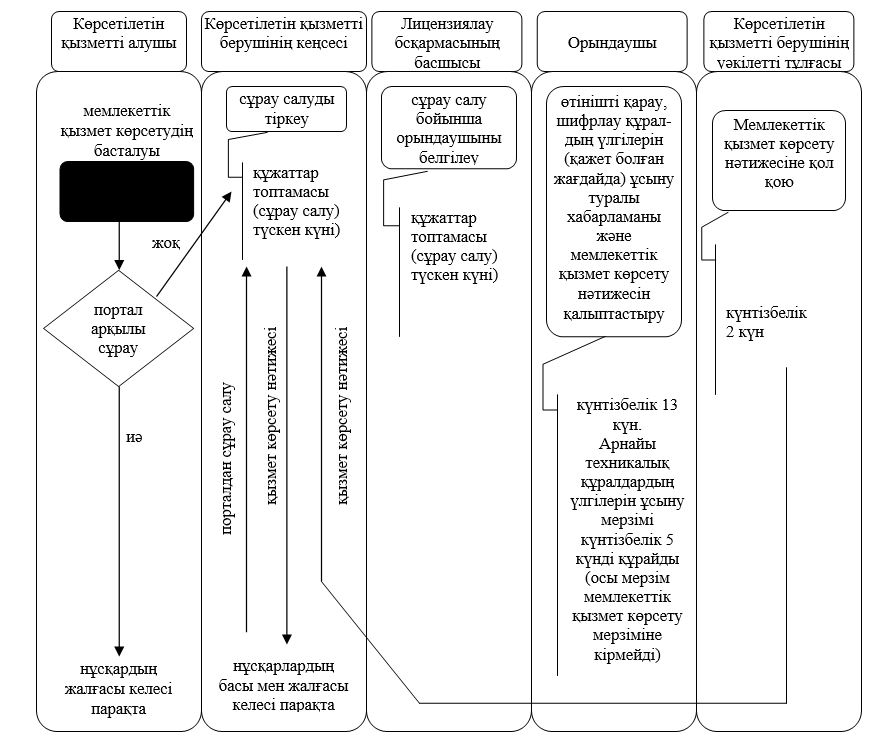 Көрсетілетін
қызметті алушы
Көрсетілетін қызметті
берушінің кеңсесі
Лицензиялау
бсқармасының
басшысы
Орындаушы
Көрсетілетін
қызметті берушінің
уәкілетті тұлғасы
мемлекеттік
қызмет көрсетудің
басталуы
жоқ
портал
арқылы
сұрау
иә
нұсқардың
жалғасы келесі
парақта
сұрау салуды
тіркеу
құжаттар
топтамасы
(сұрау салу)
түскен күні)
порталдан сұрау салу
қызмет көрсету нәтижесі
қызмет көрсету нәтижесі
нұсқарлардың
басы мен жалғасы
келесі парақта
сұрау салу
бойынша
орындаушыны
белгілеу
құжаттар
топтамасы
(сұрау салу)
түскен күні)
өтінішті қарау,
шифрлау құрал-
дың үлгілерін
(қажет болған
жағдайда) ұсыну
туралы
хабарламаны
және
мемлекеттік
қызмет көрсету
нәтижесін
қалыптастыру
күнтізбелік 13
күн.
Арнайы
техникалық
құралдардың
үлгілерін ұсыну
мерзімі
күнтізбелік 5
күнді құрайды
(осы мерзім
мемлекеттік
қызмет көрсету
мерзіміне
кірмейді)
Мемлекеттік
қызмет көрсету
нәтижесіне қол
қою
күнтізбелік
2 күн